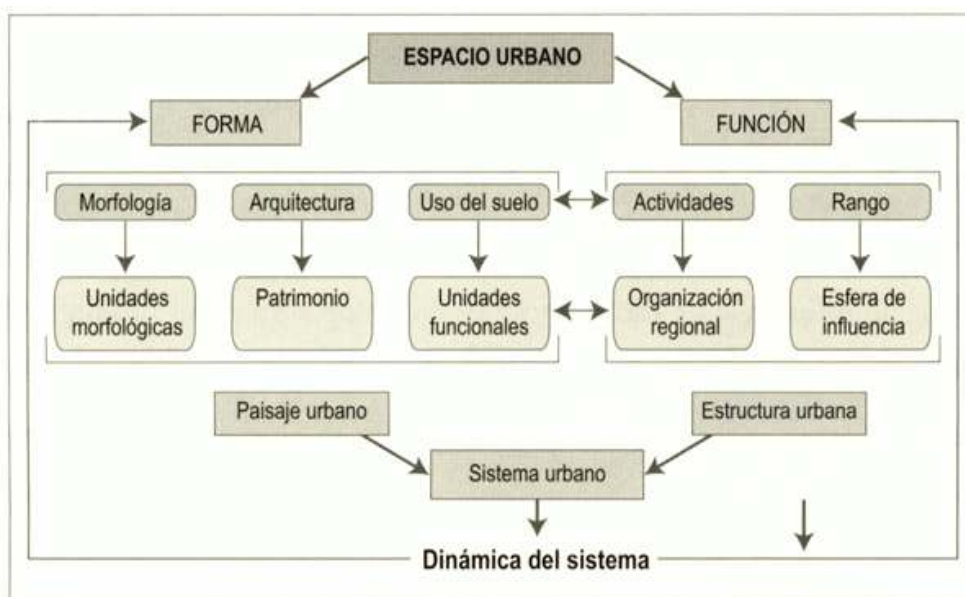 ESPACIO URBANO
FORMA
FUNCIÓN
Morfología
Arquitectura
Uso del suelo
Actividades
Rango
Unidades
morfológicas
Patrimonio
Unidades
funcionales
Organización
regional
Esfera de
influencia
Paisaje urbano
Estructura urbana
Sistema urbano
Dinámica del sistema